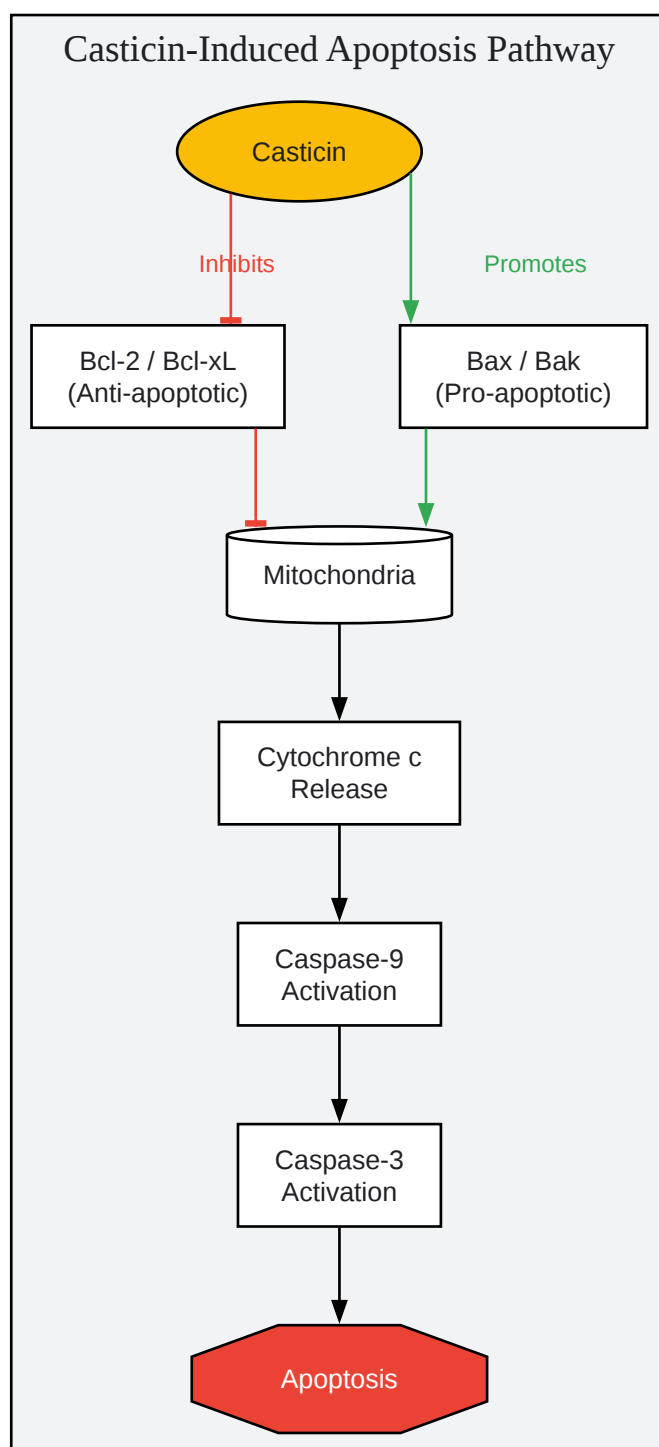 Casticin-Induced Apoptosis Pathway
Casticin
Inhibits
Promotes
Bcl-2 / Bcl-xL
(Anti-apoptotic)
Bax / Bak
(Pro-apoptotic)
Mitochondria
Cytochrome c
Release
Caspase-9
Activation
Caspase-3
Activation
Apoptosis